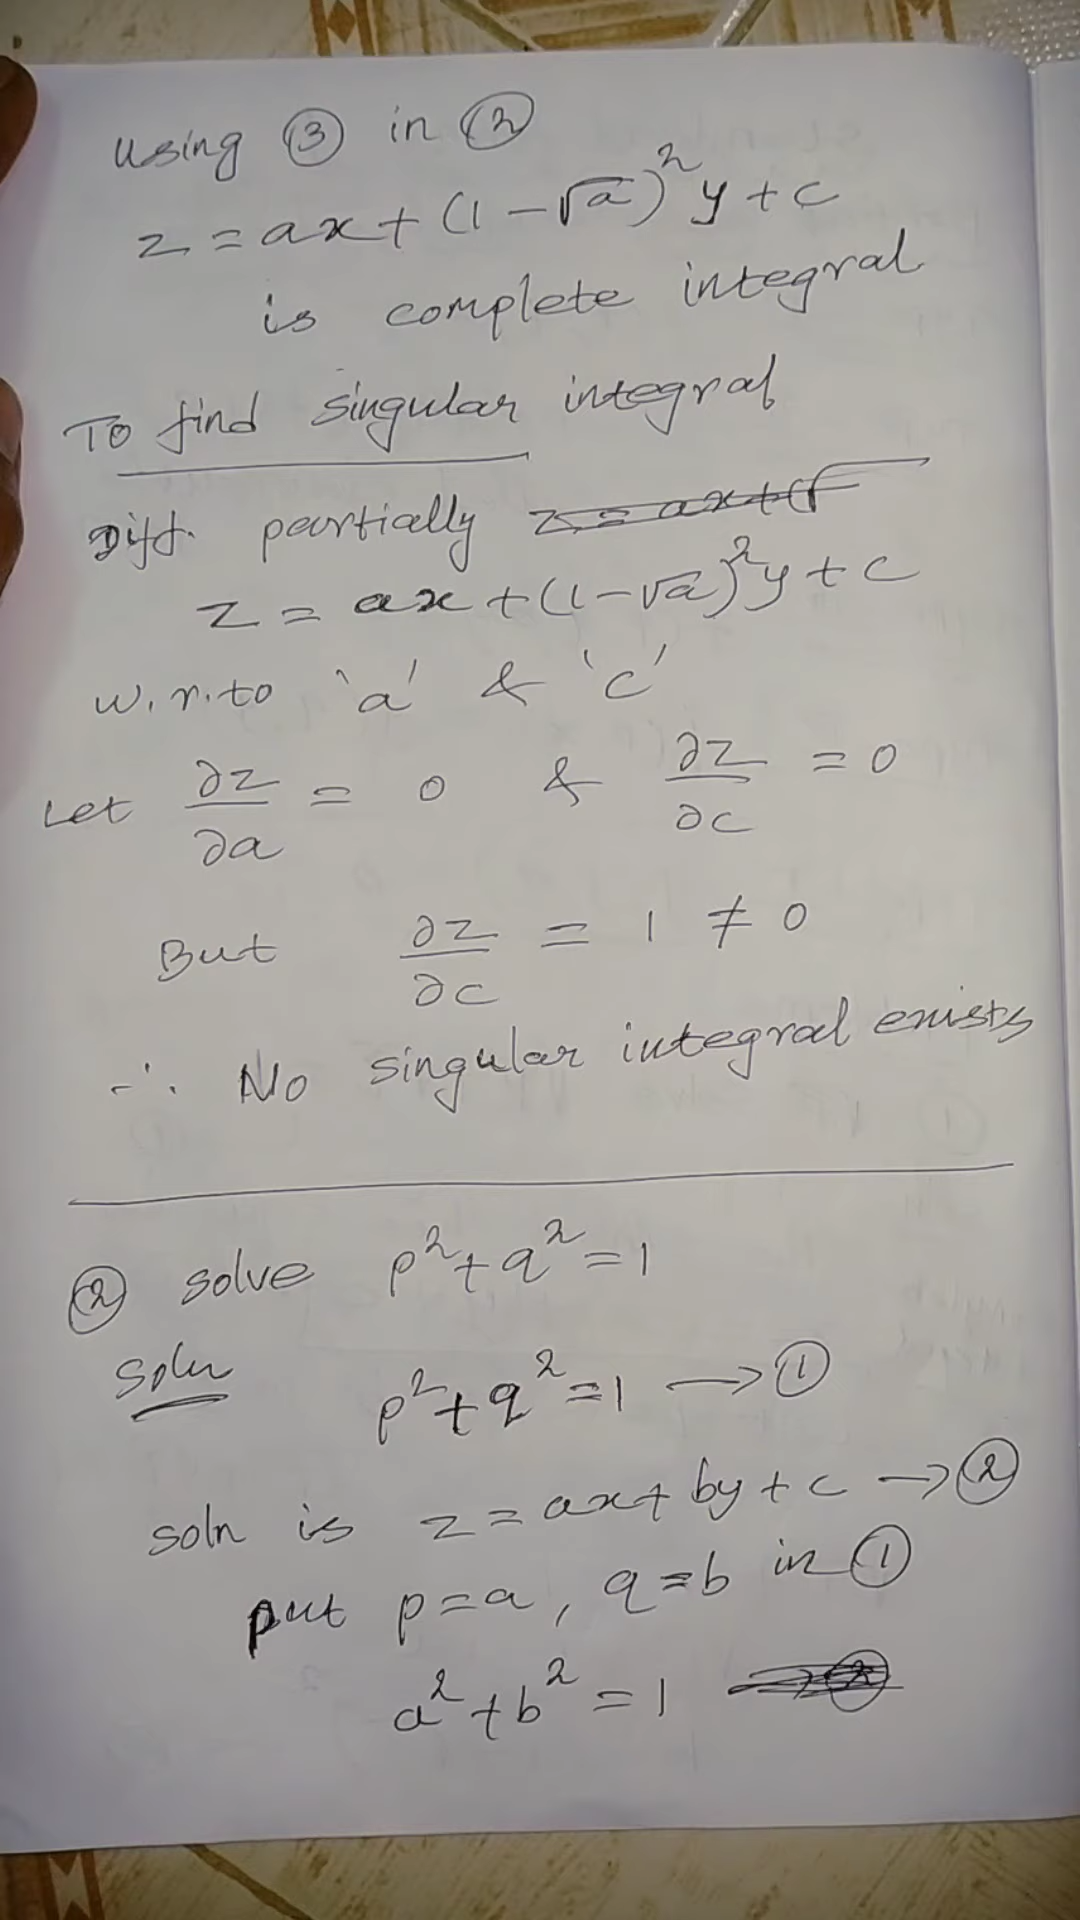 using ③ in ②
z = ax + (1 - √a)² y + c
is complete integral
To find singular integral
Diff. partially
z = ax + (1 - √a)² y + c
w.r.to 'a' & 'c'
Let ∂z/∂a = 0 & ∂z/∂c = 0
But ∂z/∂c = 1 ≠ 0
∴ No singular integral exists
② solve p² + q² = 1
Soln
p² + q² = 1 → ①
soln is z = ax + by + c → ②
put p = a, q = b in ①
a² + b² = 1